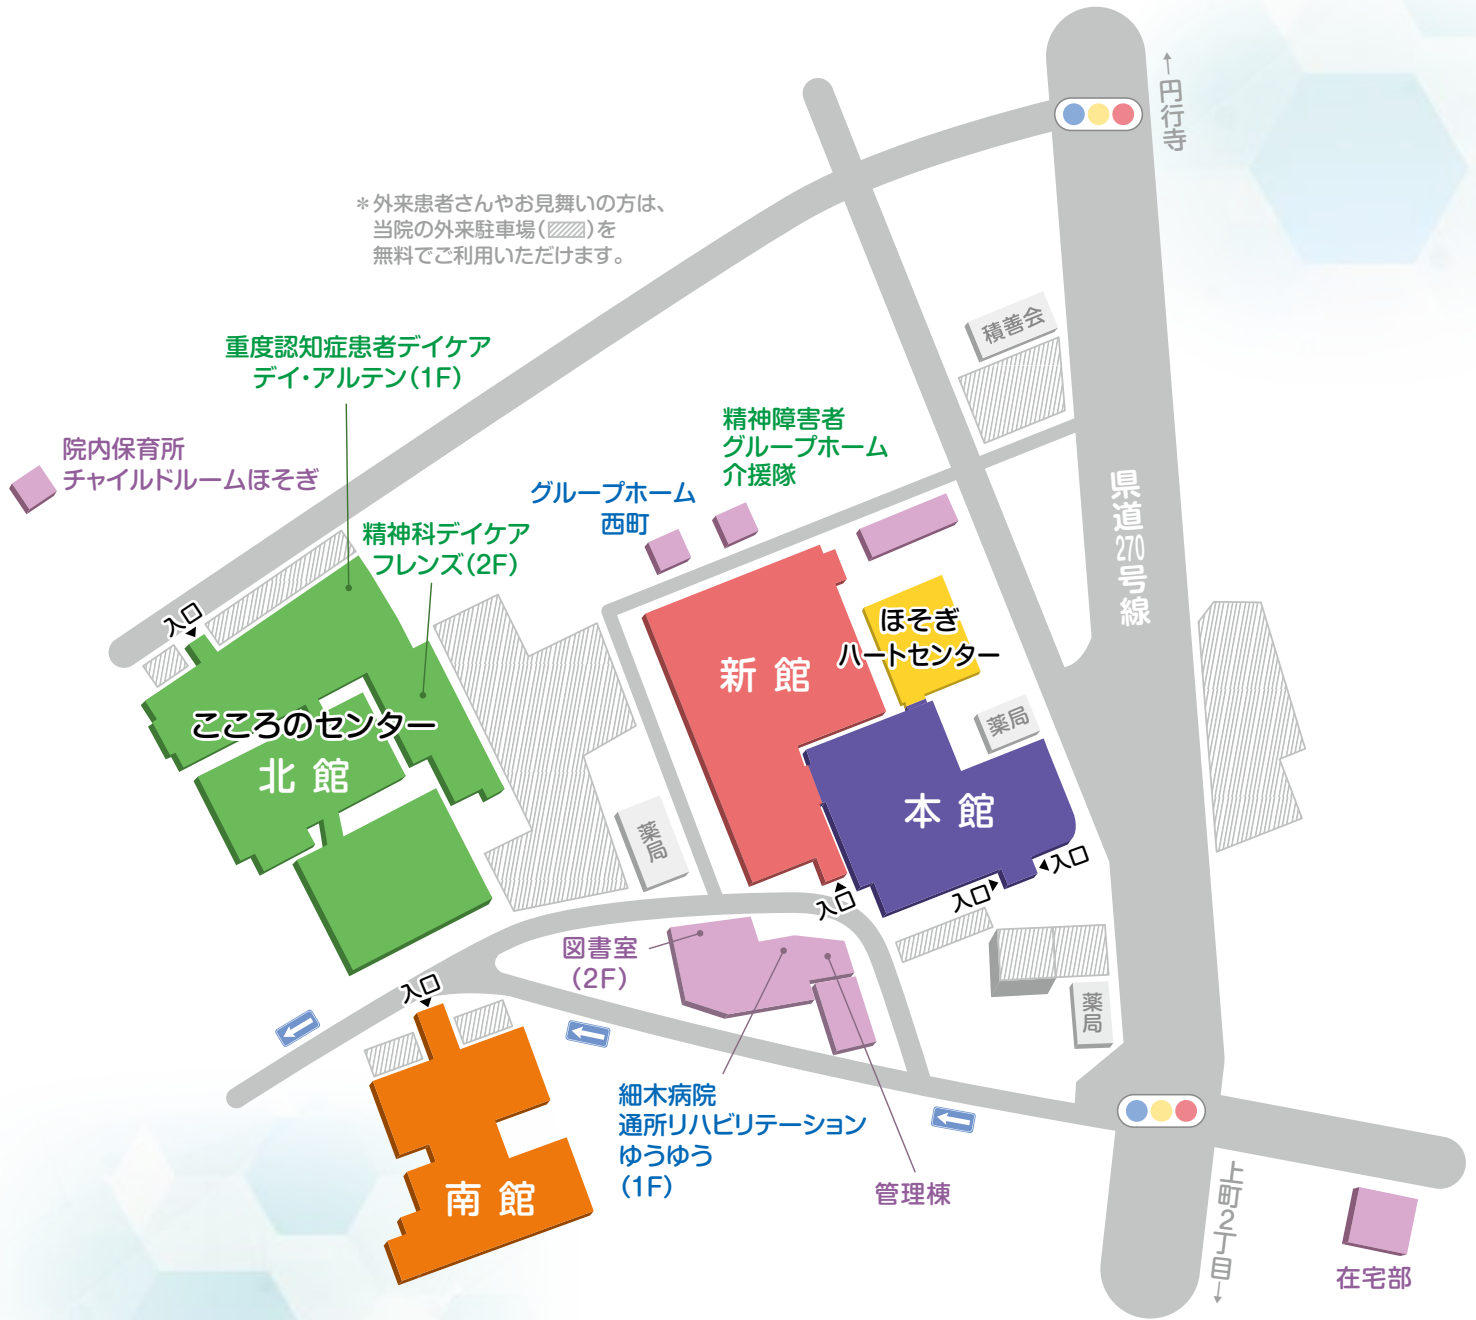 ←円行寺
＊外来患者さんやお見舞いの方は、
当院の外来駐車場(　)を
無料でご利用いただけます。
積善会
重度認知症患者デイケア
デイ・アルテン(1F)
精神障害者
グループホーム
介援隊
院内保育所
チャイルドルームほそぎ
グループホーム
西町
県道270号線
精神科デイケア
フレンズ(2F)
入口
ほそぎ
ハートセンター
新館
こころのセンター
北館
薬局
本館
薬局
入口
入口
入口
図書室
(2F)
入口
薬局
細木病院
通所リハビリテーション
ゆうゆう
(1F)
管理棟
南館
上町2丁目→
在宅部